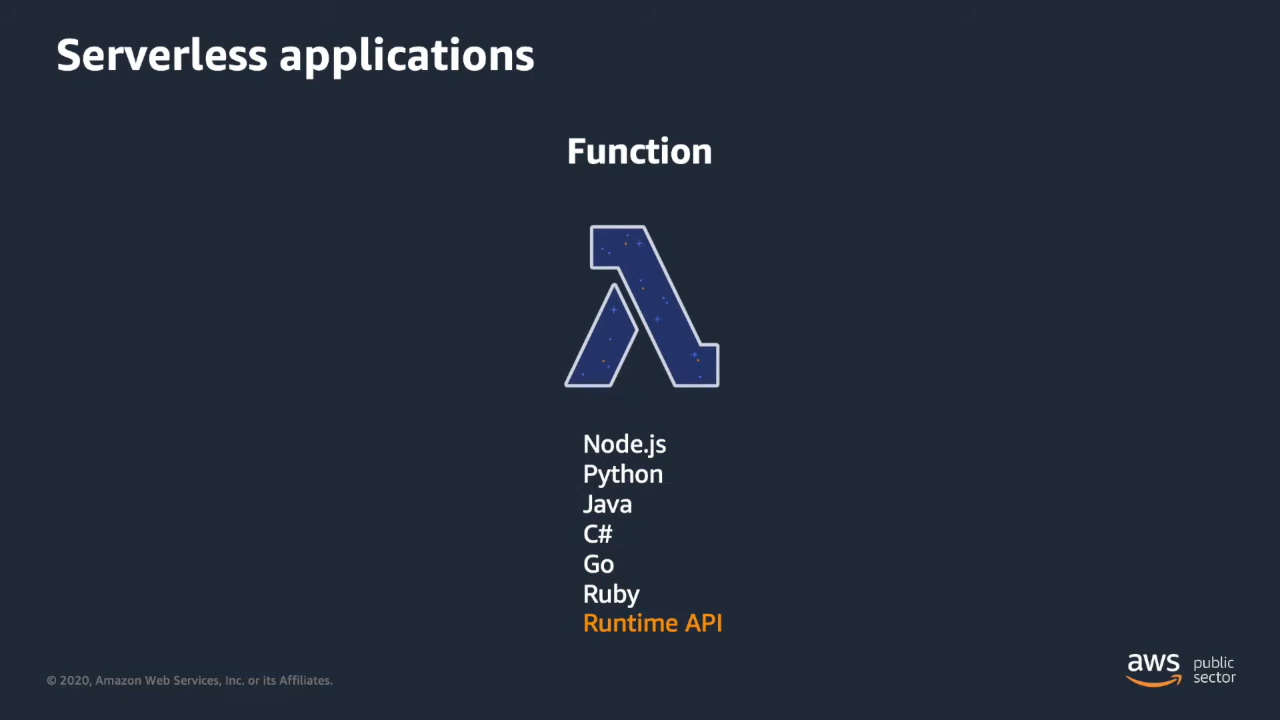 Serverless applications
Function
Node.js
Python
Java
C#
Go
Ruby
Runtime API
© 2020, Amazon Web Services, Inc. or its Affiliates.
aws public sector